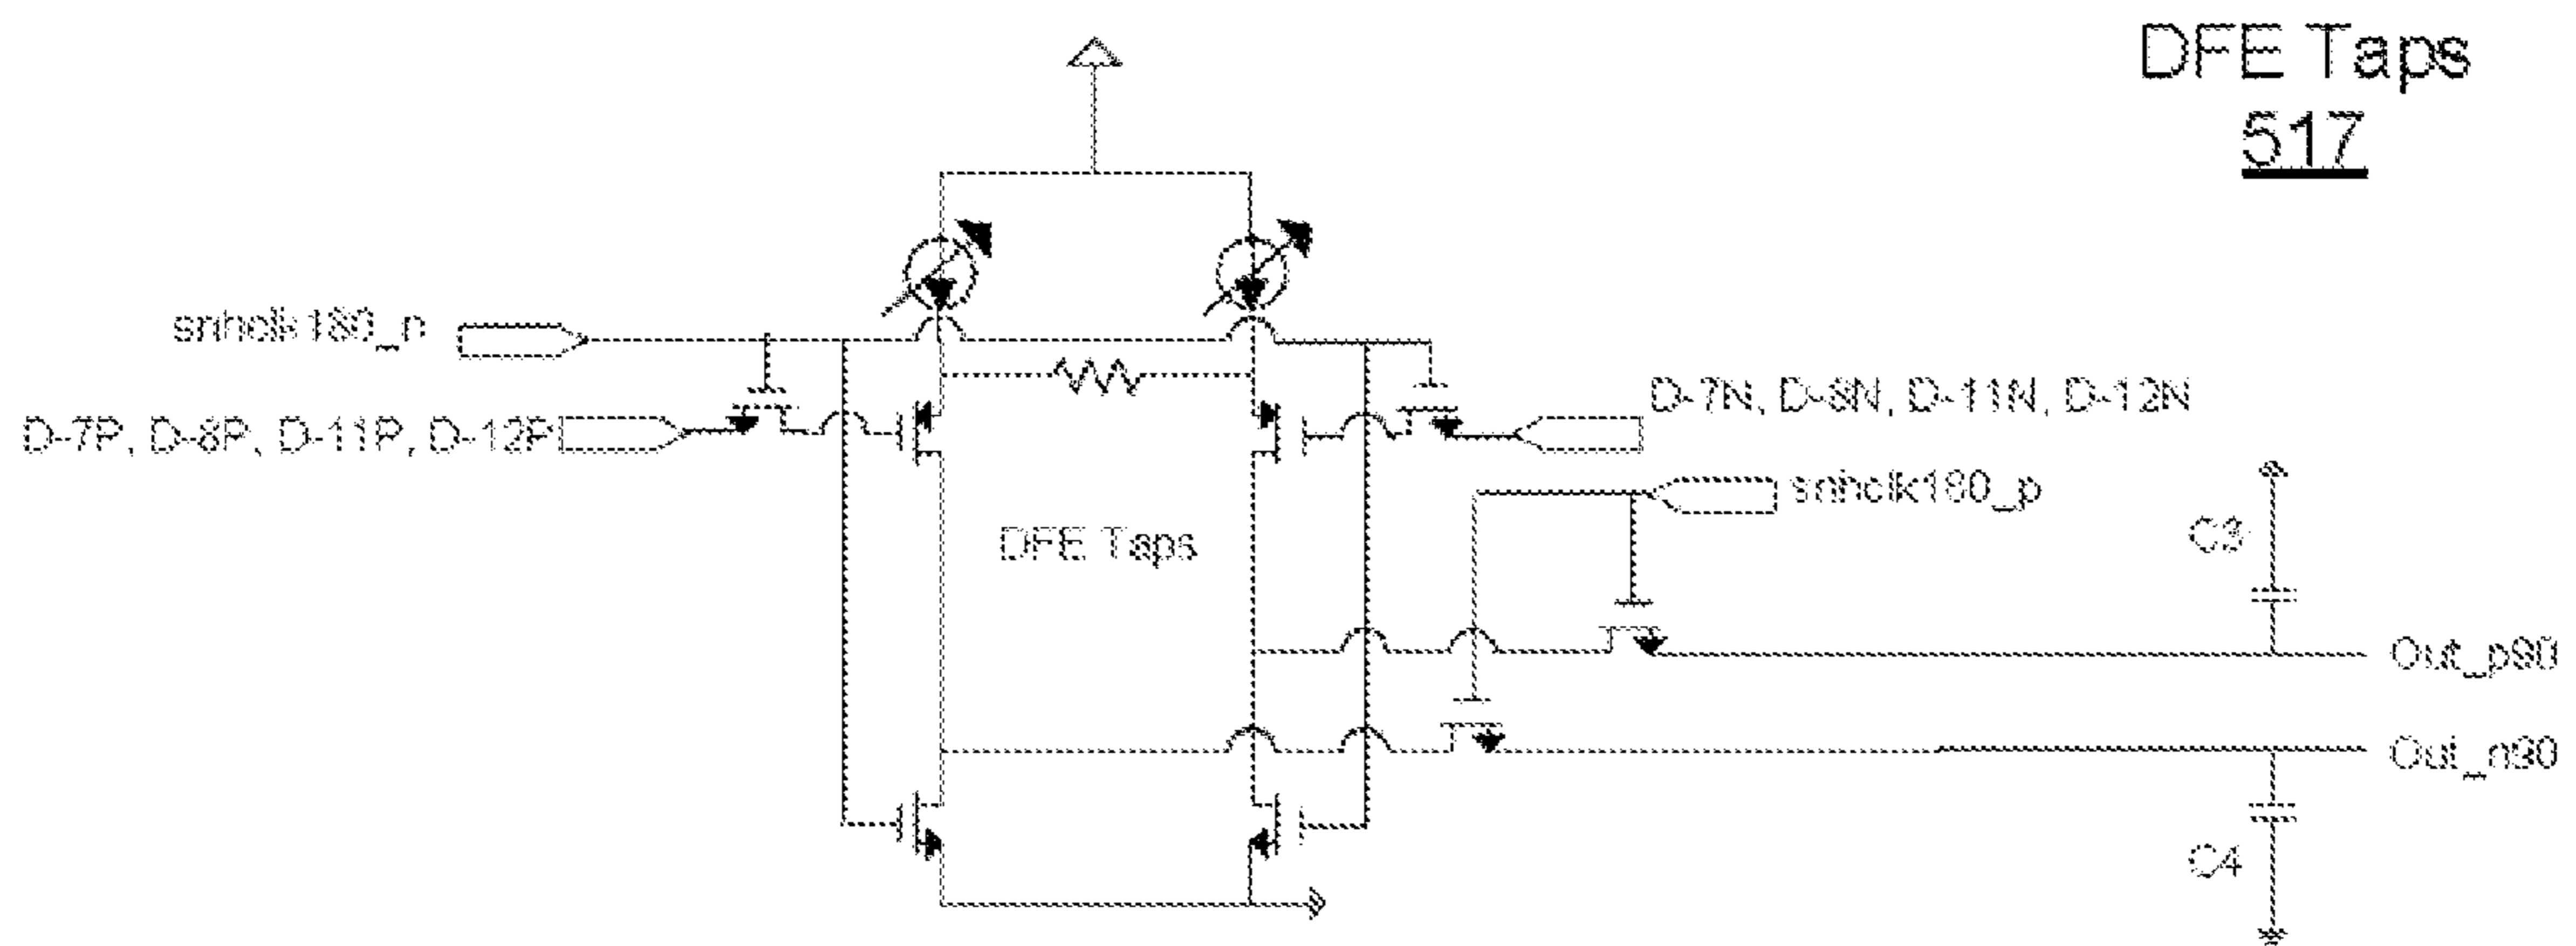 DFE Taps
517
snhclk180_n
D-7P, D-8P, D-11P, D-12P
D-7N, D-8N, D-11N, D-12N
snhclk180_p
C3
DFE Taps
Out_p90
Out_n90
C4